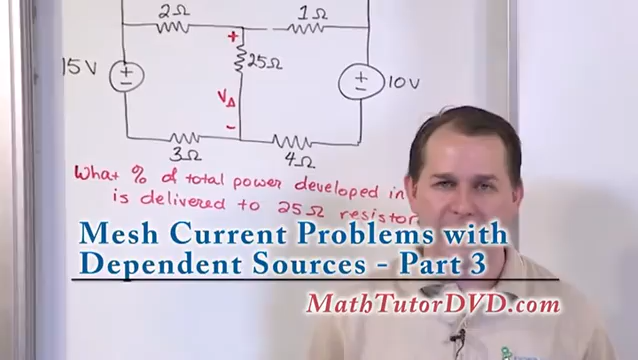 2Ω
1Ω
+
25Ω
15V
+
−
+
−
10V
VΔ
−
3Ω
4Ω
What % of total power developed in
is delivered to 25Ω resistor
Mesh Current Problems with
Dependent Sources - Part 3
MathTutorDVD.com